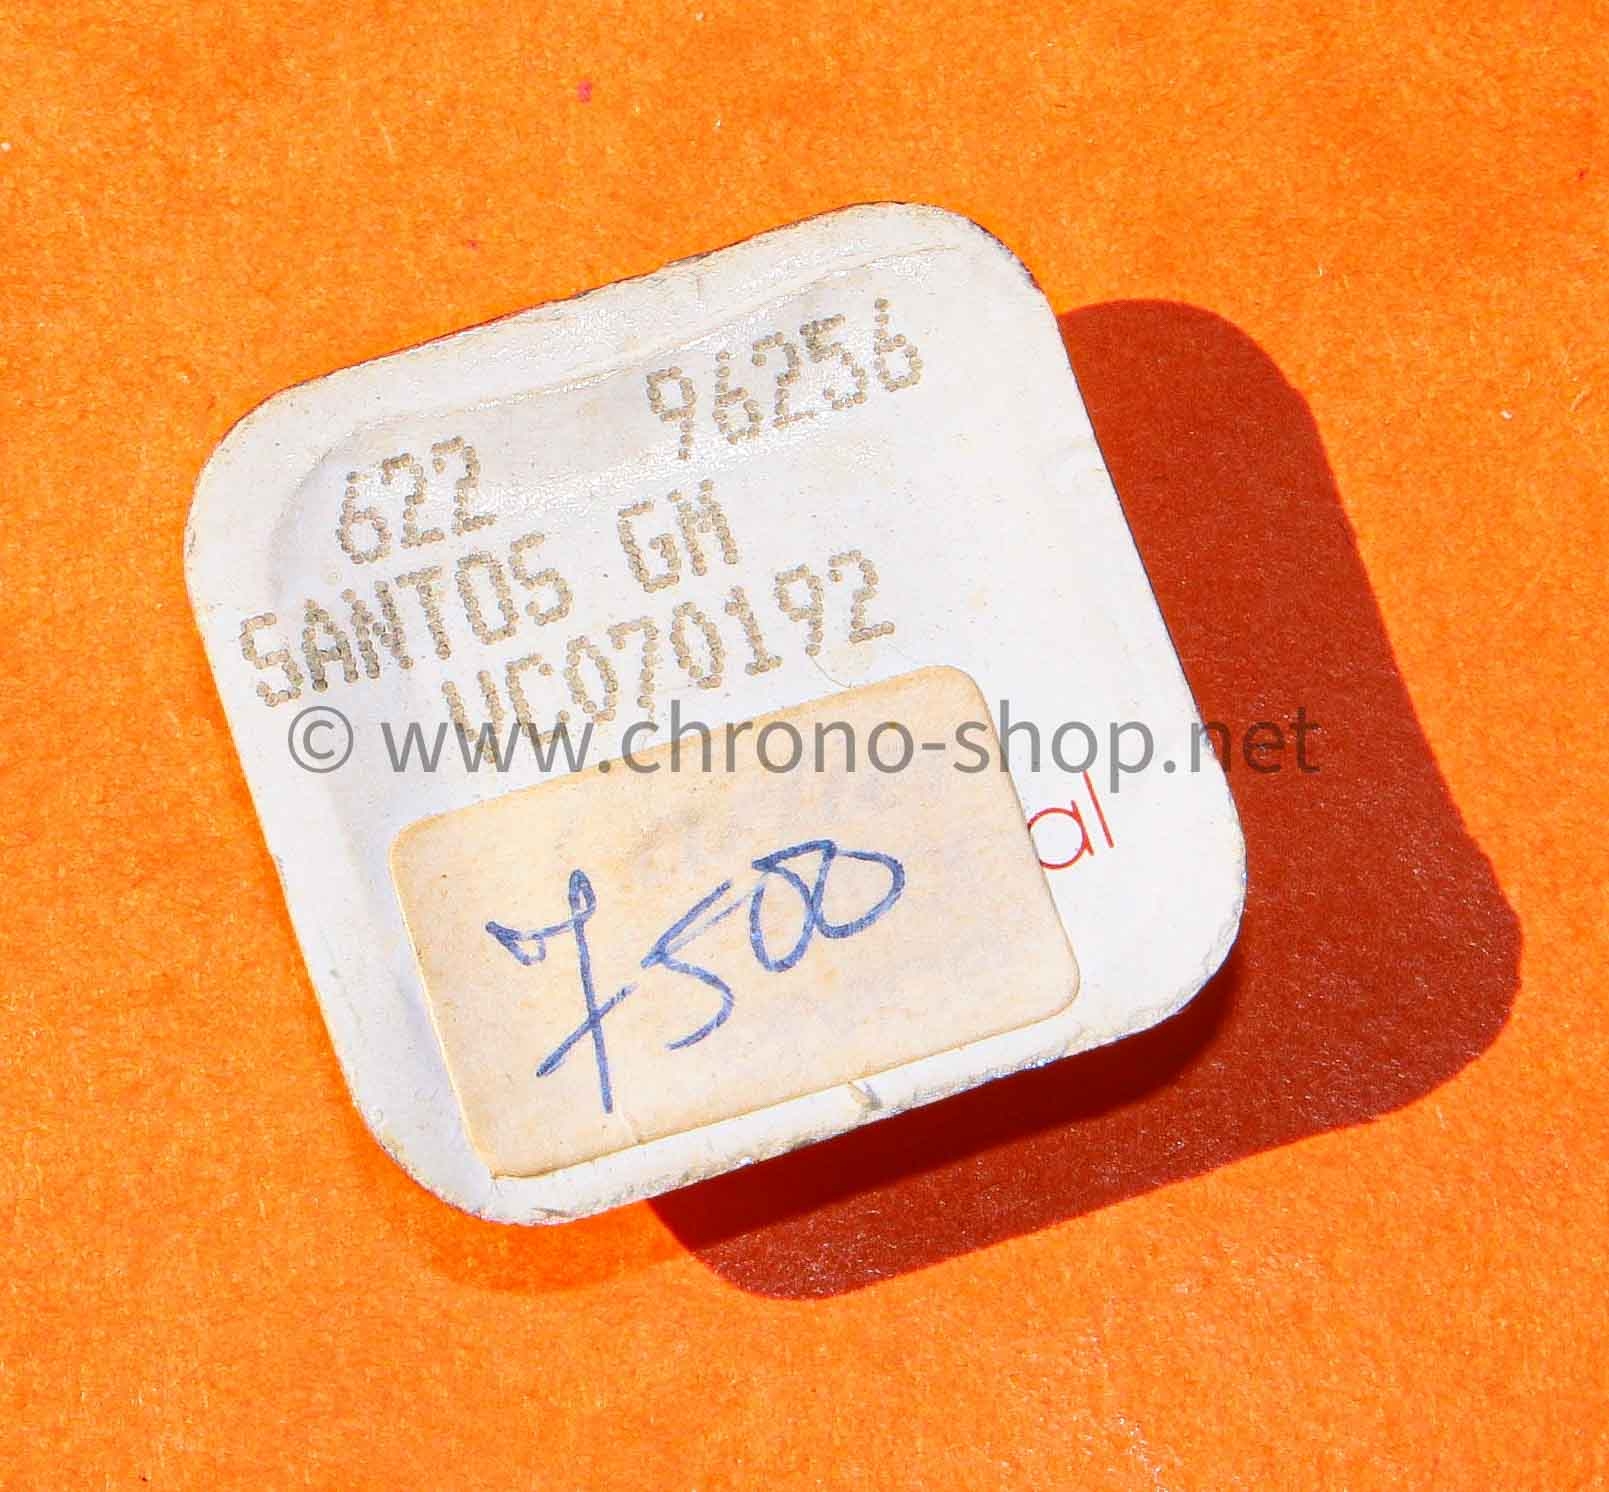 622 96256
SANTOS GM
VC070192
© www.chrono-shop.net
al
7500